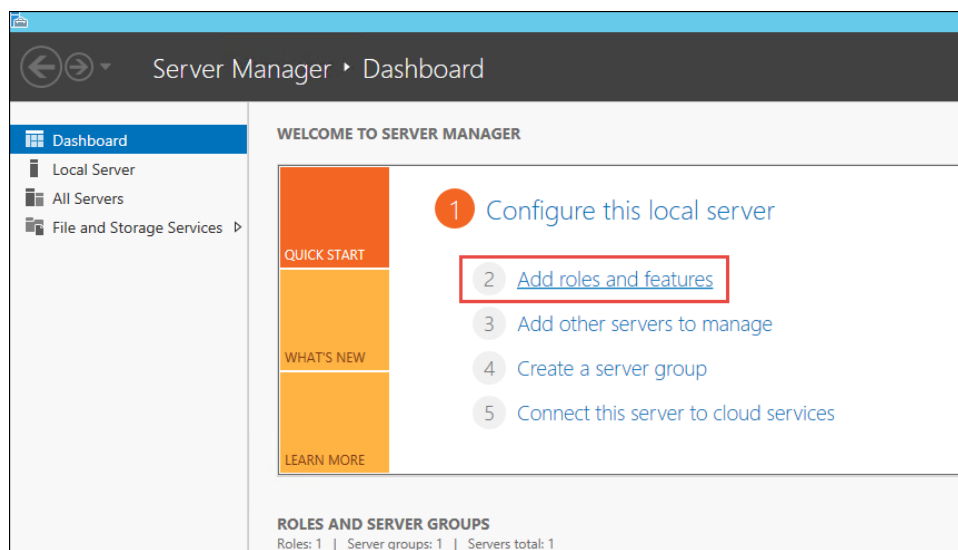 Server Manager ‣ Dashboard
Dashboard
Local Server
All Servers
File and Storage Services
WELCOME TO SERVER MANAGER
QUICK START
WHAT'S NEW
LEARN MORE
1 Configure this local server
2 Add roles and features
3 Add other servers to manage
4 Create a server group
5 Connect this server to cloud services
ROLES AND SERVER GROUPS
Roles: 1 | Server groups: 1 | Servers total: 1